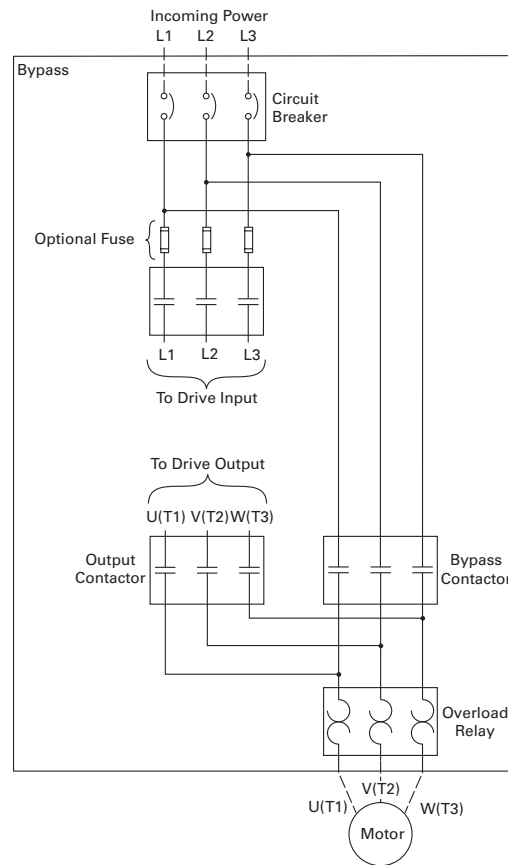 Incoming Power
L1 L2 L3
Bypass
Circuit
Breaker
Optional Fuse
L1 L2 L3
To Drive Input
To Drive Output
U(T1) V(T2) W(T3)
Output
Contactor
Bypass
Contactor
Overload
Relay
V(T2)
U(T1) W(T3)
Motor